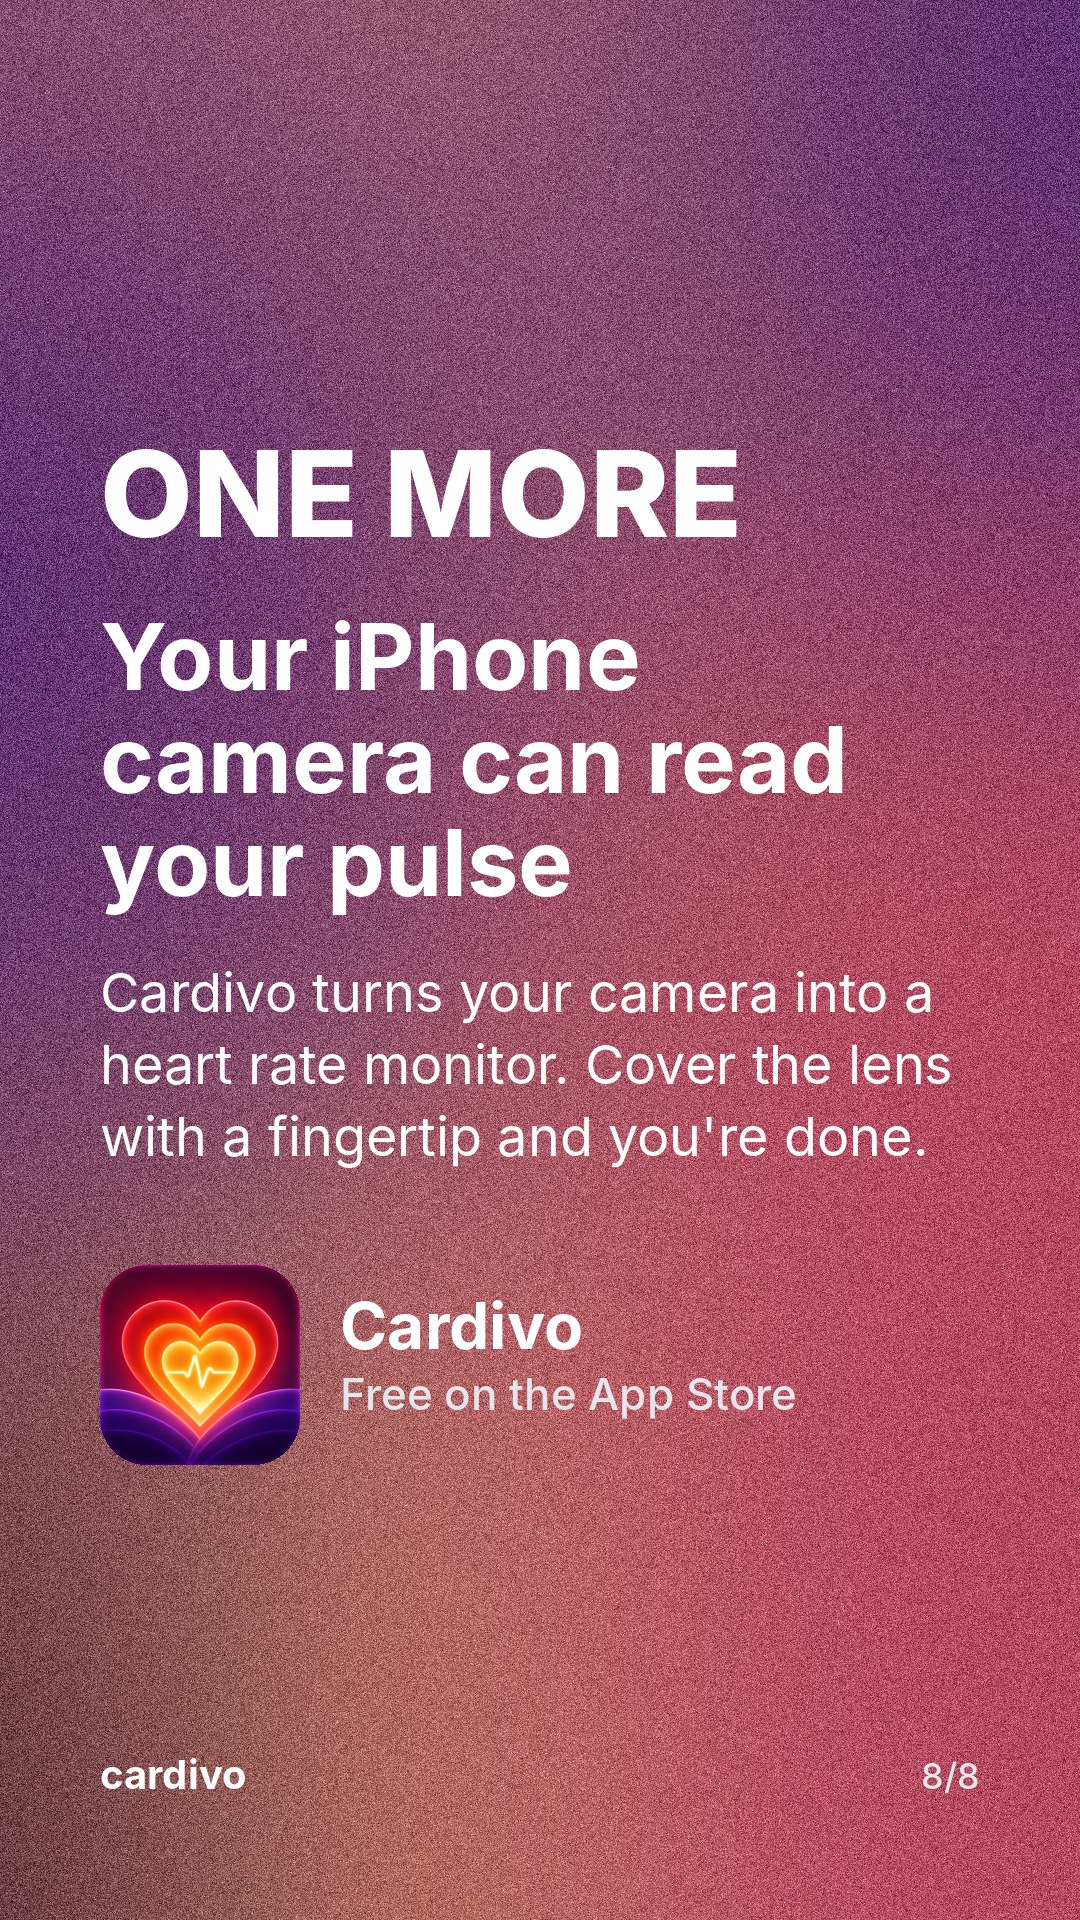 ONE MORE
Your iPhone
camera can read
your pulse
Cardivo turns your camera into a
heart rate monitor. Cover the lens
with a fingertip and you're done.
Cardivo
Free on the App Store
cardivo
8/8